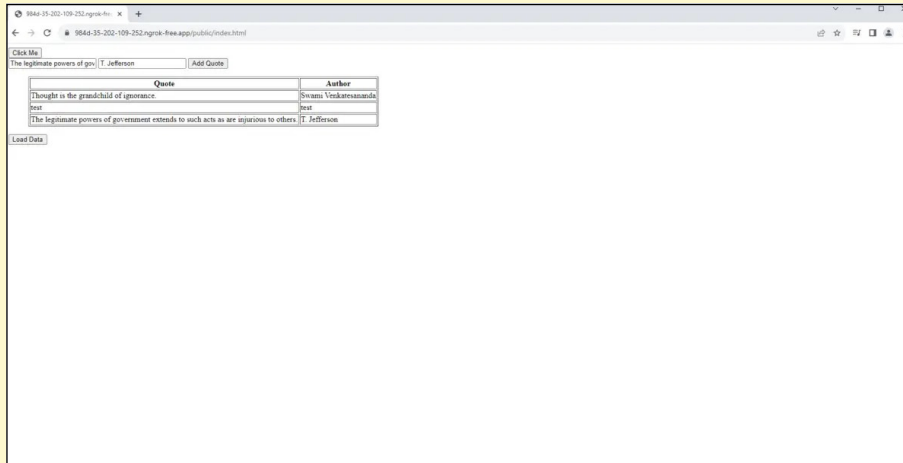 984d-35-202-109-252.ngrok-fre
984d-35-202-109-252.ngrok-free.app/public/index.html
Click Me
The legitimate powers of gov T. Jefferson Add Quote
Quote Author
Thought is the grandchild of ignorance. Swami Venkatesananda
test test
The legitimate powers of government extends to such acts as are injurious to others. T. Jefferson
Load Data